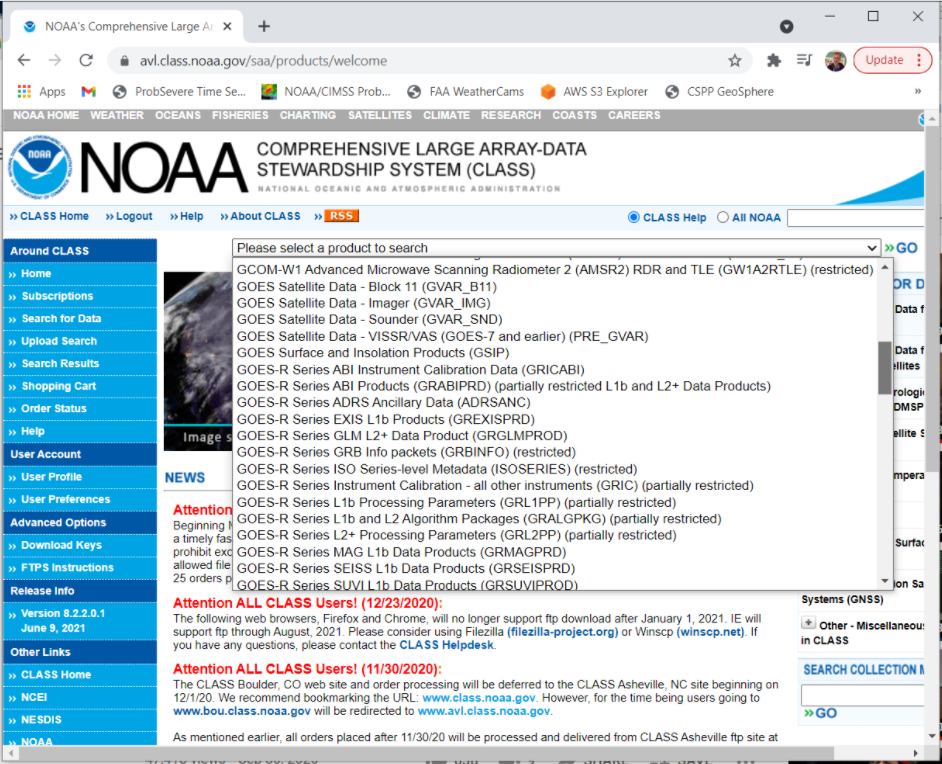 NOAA's Comprehensive Large Ar
avl.class.noaa.gov/saa/products/welcome
Update
Apps
ProbSevere Time Se...
NOAA/CIMSS Prob...
FAA WeatherCams
AWS S3 Explorer
CSPP GeoSphere
»
NOAA HOME WEATHER OCEANS FISHERIES CHARTING SATELLITES CLIMATE RESEARCH COASTS CAREERS
NOAA
NOAA
COMPREHENSIVE LARGE ARRAY-DATA
STEWARDSHIP SYSTEM (CLASS)
NATIONAL OCEANIC AND ATMOSPHERIC ADMINISTRATION
» CLASS Home » Logout » Help » About CLASS » RSS
CLASS Help All NOAA
Please select a product to search
»GO
GCOM-W1 Advanced Microwave Scanning Radiometer 2 (AMSR2) RDR and TLE (GW1A2RTLE) (restricted)
GOES Satellite Data - Block 11 (GVAR_B11)
GOES Satellite Data - Imager (GVAR_IMG)
GOES Satellite Data - Sounder (GVAR_SND)
GOES Satellite Data - VISSR/VAS (GOES-7 and earlier) (PRE_GVAR)
GOES Surface and Insolation Products (GSIP)
GOES-R Series ABI Instrument Calibration Data (GRICABI)
GOES-R Series ABI Products (GRABIPRD) (partially restricted L1b and L2+ Data Products)
GOES-R Series ADRS Ancillary Data (ADRSANC)
GOES-R Series EXIS L1b Products (GREXISPRD)
GOES-R Series GLM L2+ Data Product (GRGLMPROD)
GOES-R Series GRB Info packets (GRBINFO) (restricted)
GOES-R Series ISO Series-level Metadata (ISOSERIES) (restricted)
GOES-R Series Instrument Calibration - all other instruments (GRIC) (partially restricted)
GOES-R Series L1b Processing Parameters (GRL1PP) (partially restricted)
GOES-R Series L1b and L2 Algorithm Packages (GRALGPKG) (partially restricted)
GOES-R Series L2+ Processing Parameters (GRL2PP) (partially restricted)
GOES-R Series MAG L1b Data Products (GRMAGPRD)
GOES-R Series SEISS L1b Data Products (GRSEISPRD)
GOES-R Series SUVI L1b Data Products (GRSUVIPROD)
Around CLASS
» Home
» Subscriptions
» Search for Data
» Upload Search
» Search Results
» Shopping Cart
» Order Status
» Help
User Account
» User Profile
» User Preferences
Advanced Options
» Download Keys
» FTPS Instructions
Release Info
» Version 8.2.2.0.1
June 9, 2021
Other Links
» CLASS Home
» NCEI
» NESDIS
» NOAA
Image s
NEWS
Attention
Beginning M
a timely fas
prohibit exc
allowed file
25 orders p
Attention ALL CLASS Users! (12/23/2020):
The following web browsers, Firefox and Chrome, will no longer support ftp download after January 1, 2021. IE will
support ftp through August, 2021. Please consider using Filezilla (filezilla-project.org) or Winscp (winscp.net). If
you have any questions, please contact the CLASS Helpdesk.
Attention ALL CLASS Users! (11/30/2020):
The CLASS Boulder, CO web site and order processing will be deferred to the CLASS Asheville, NC site beginning on
12/1/20. We recommend bookmarking the URL: www.class.noaa.gov. However, for the time being users going to
www.bou.class.noaa.gov will be redirected to www.avl.class.noaa.gov.
As mentioned earlier, all orders placed after 11/30/20 will be processed and delivered from CLASS Asheville ftp site at
OR D
Data f
Data f
llites
rologic
DMSP
ellite S
mpera
Surfac
on Sa
Systems (GNSS)
Other - Miscellaneous
in CLASS
SEARCH COLLECTION M
»GO